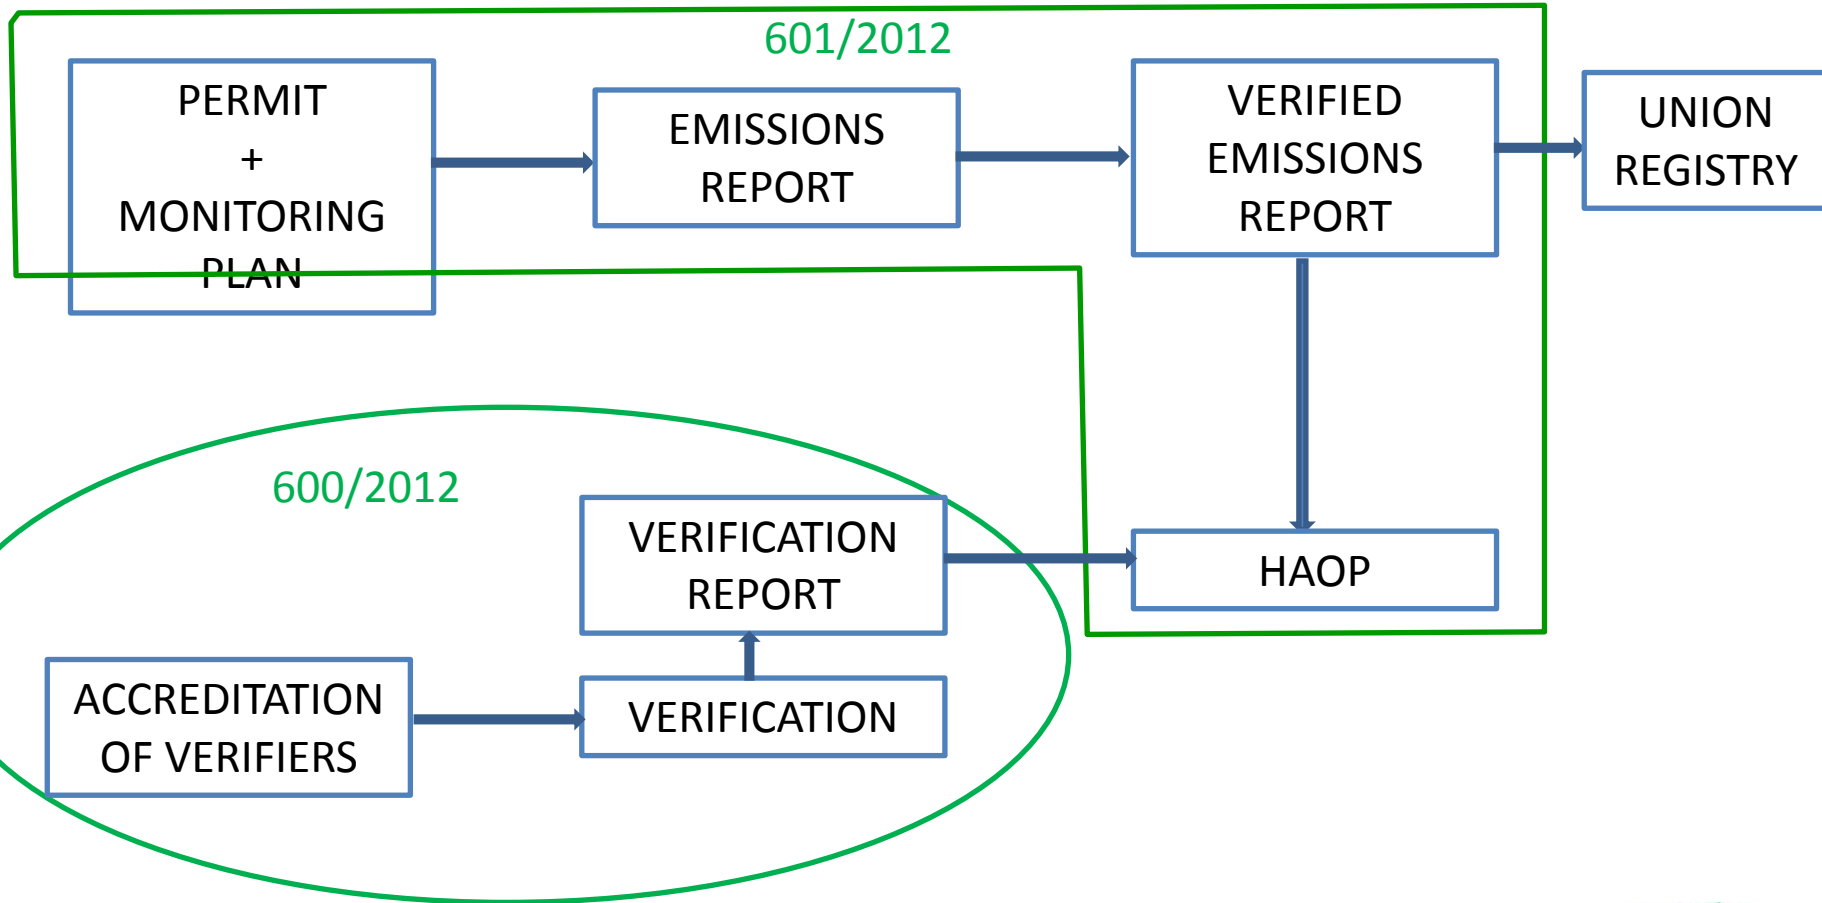 601/2012
PERMIT
+
MONITORING
PLAN
EMISSIONS
REPORT
VERIFIED
EMISSIONS
REPORT
UNION
REGISTRY
600/2012
VERIFICATION
REPORT
HAOP
ACCREDITATION
OF VERIFIERS
VERIFICATION